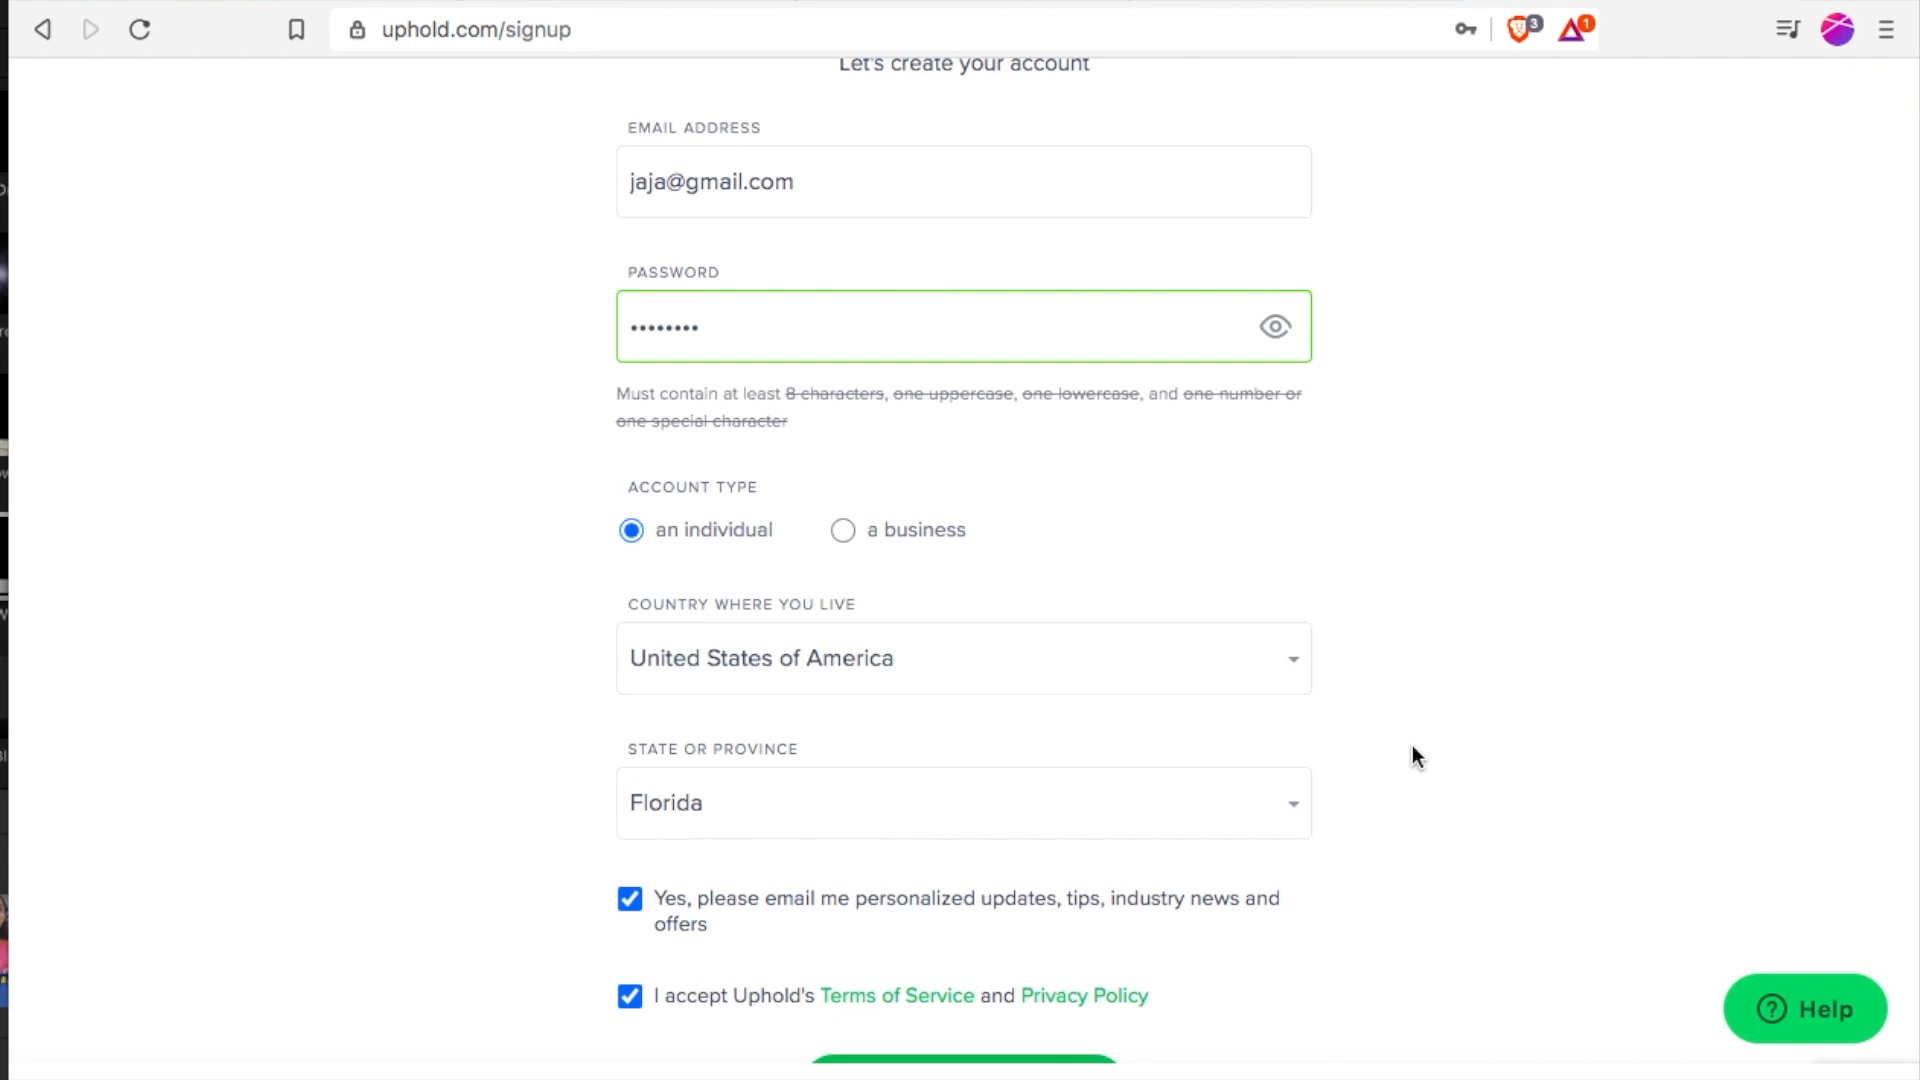 uphold.com/signup
3
1
Let's create your account
EMAIL ADDRESS
jaja@gmail.com
PASSWORD
••••••••
Must contain at least 8 characters, one uppercase, one lowercase, and one number or
one special character
ACCOUNT TYPE
an individual
a business
COUNTRY WHERE YOU LIVE
United States of America
STATE OR PROVINCE
Florida
Yes, please email me personalized updates, tips, industry news and
offers
I accept Uphold's Terms of Service and Privacy Policy
Help